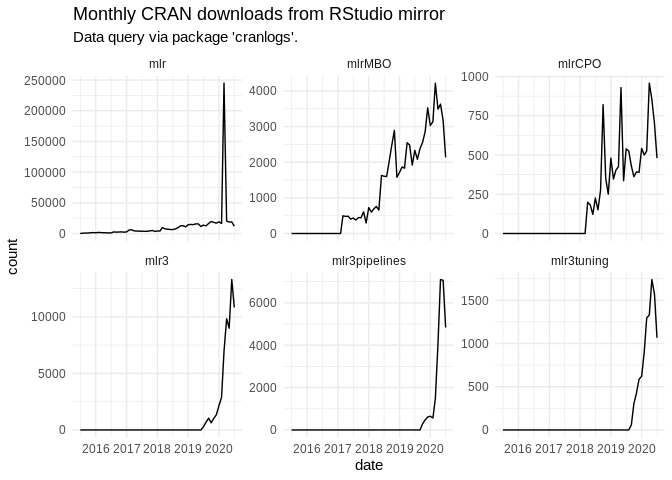 Monthly CRAN downloads from RStudio mirror
Data query via package 'cranlogs'.
mlr
mlrMBO
mlrCPO
250000
200000
150000
100000
50000
0
4000
3000
2000
1000
0
1000
750
500
250
0
count
mlr3
mlr3pipelines
mlr3tuning
10000
5000
0
6000
4000
2000
0
1500
1000
500
0
2016 2017 2018 2019 2020
2016 2017 2018 2019 2020
2016 2017 2018 2019 2020
date